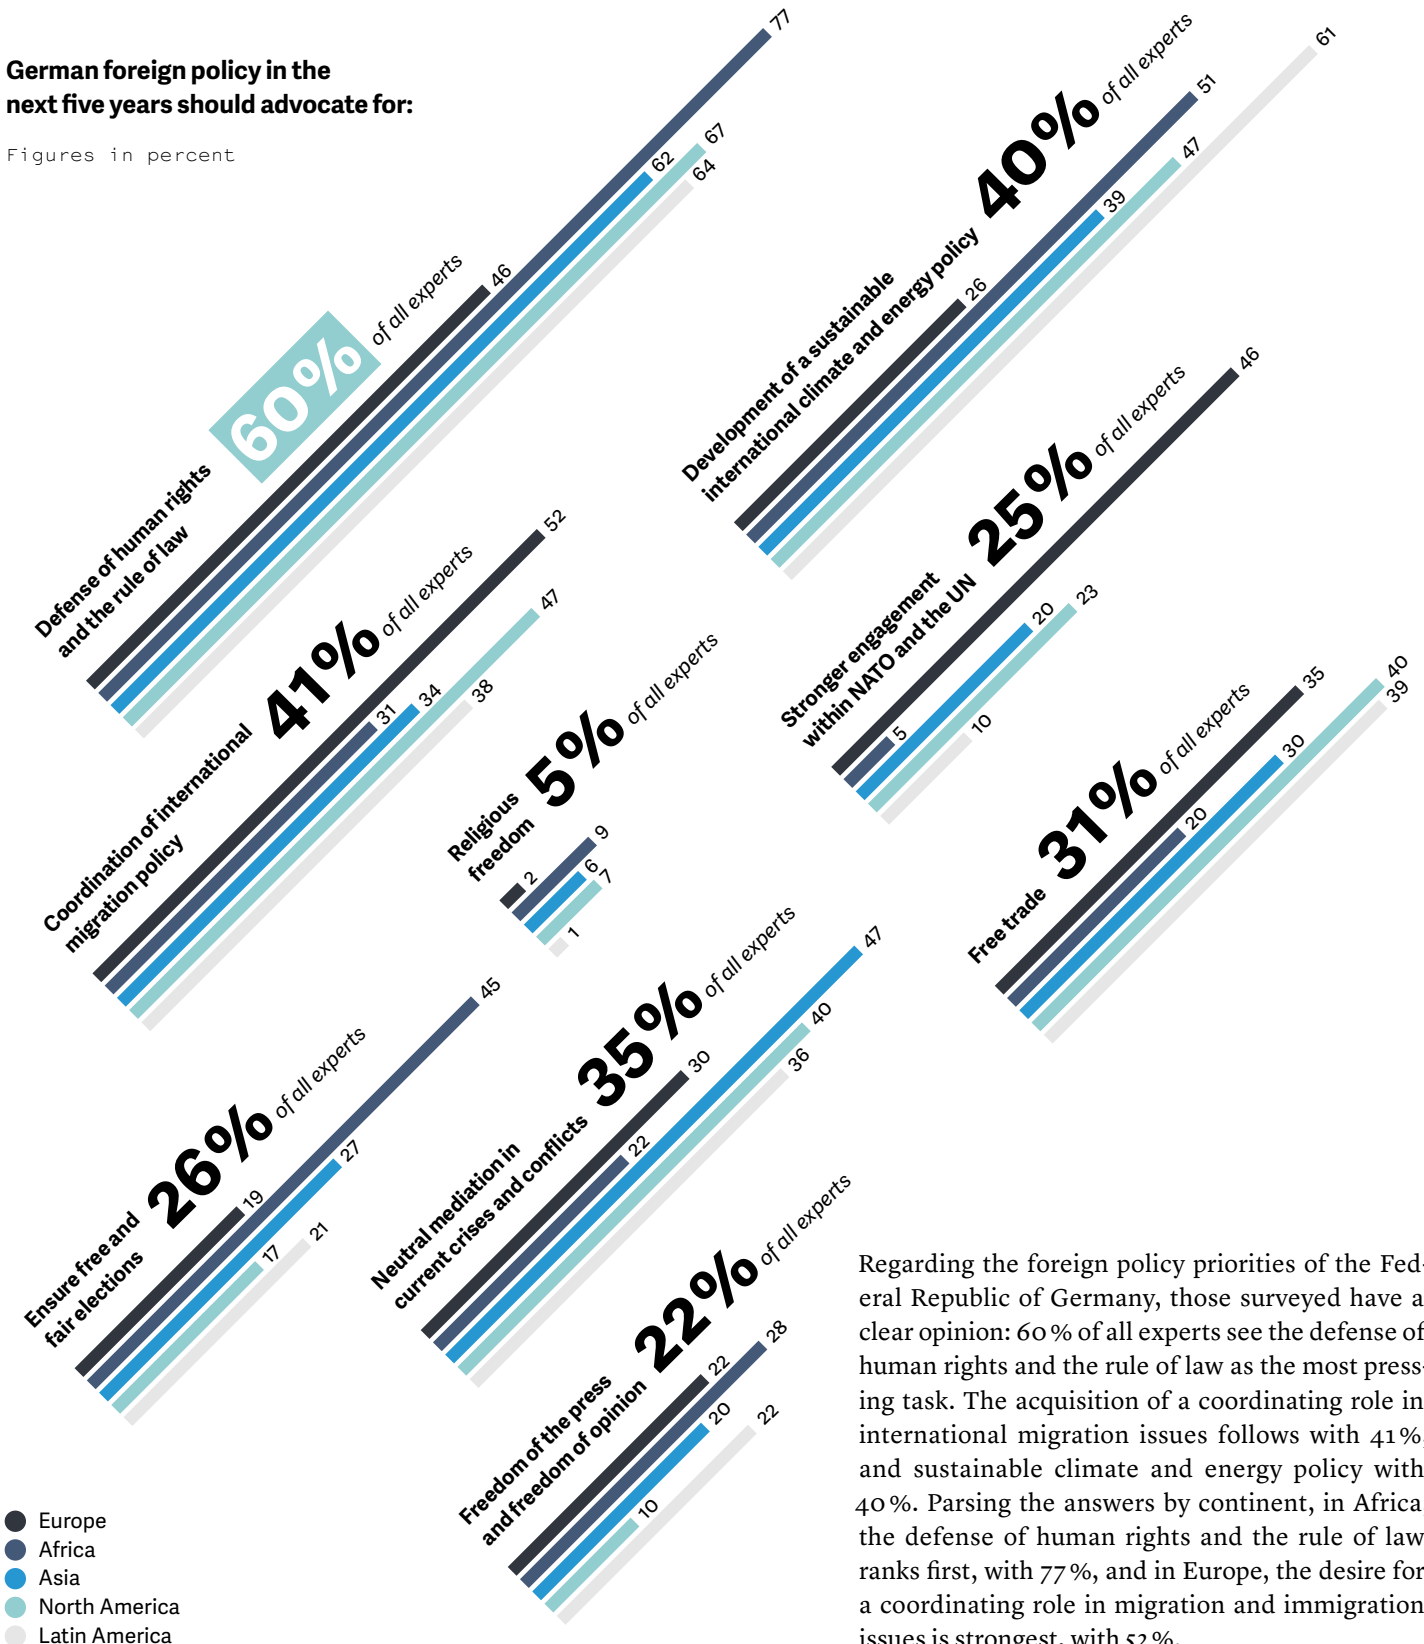 German foreign policy in the
next five years should advocate for:
Figures in percent
Defense of human rights
and the rule of law
60%
of all experts
46
77
62
67
64
Development of a sustainable
international climate and energy policy
40%
of all experts
26
51
39
47
61
Coordination of international
migration policy
41%
of all experts
52
31
34
47
38
Stronger engagement
within NATO and the UN
25%
of all experts
46
5
20
23
10
Religious
freedom
5%
of all experts
2
9
6
7
1
Free trade
31%
of all experts
35
20
30
40
39
Ensure free and
fair elections
26%
of all experts
19
45
27
17
21
Neutral mediation in
current crises and conflicts
35%
of all experts
30
22
47
40
36
Freedom of the press
and freedom of opinion
22%
of all experts
22
28
20
10
22
Europe
Africa
Asia
North America
Latin America
Regarding the foreign policy priorities of the Fed-
eral Republic of Germany, those surveyed have a
clear opinion: 60 % of all experts see the defense of
human rights and the rule of law as the most press-
ing task. The acquisition of a coordinating role in
international migration issues follows with 41 %,
and sustainable climate and energy policy with
40 %. Parsing the answers by continent, in Africa,
the defense of human rights and the rule of law
ranks first, with 77 %, and in Europe, the desire for
a coordinating role in migration and immigration
issues is strongest, with 52 %.